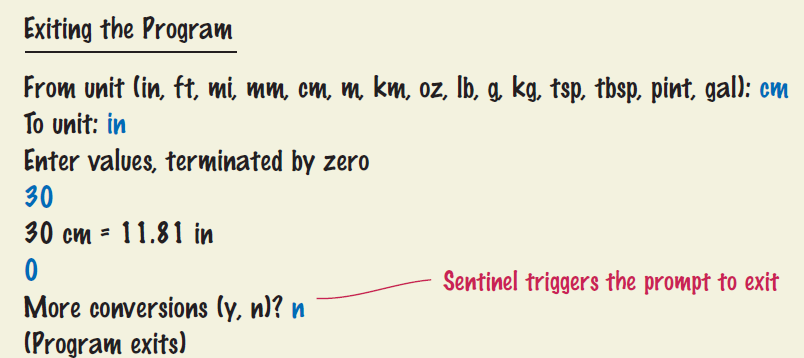 Exiting the Program
From unit (in, ft, mi, mm, cm, m, km, oz, lb, g, kg, tsp, tbsp, pint, gal): cm
To unit: in
Enter values, terminated by zero
30
30 cm = 11.81 in
0
Sentinel triggers the prompt to exit
More conversions (y, n)? n
(Program exits)